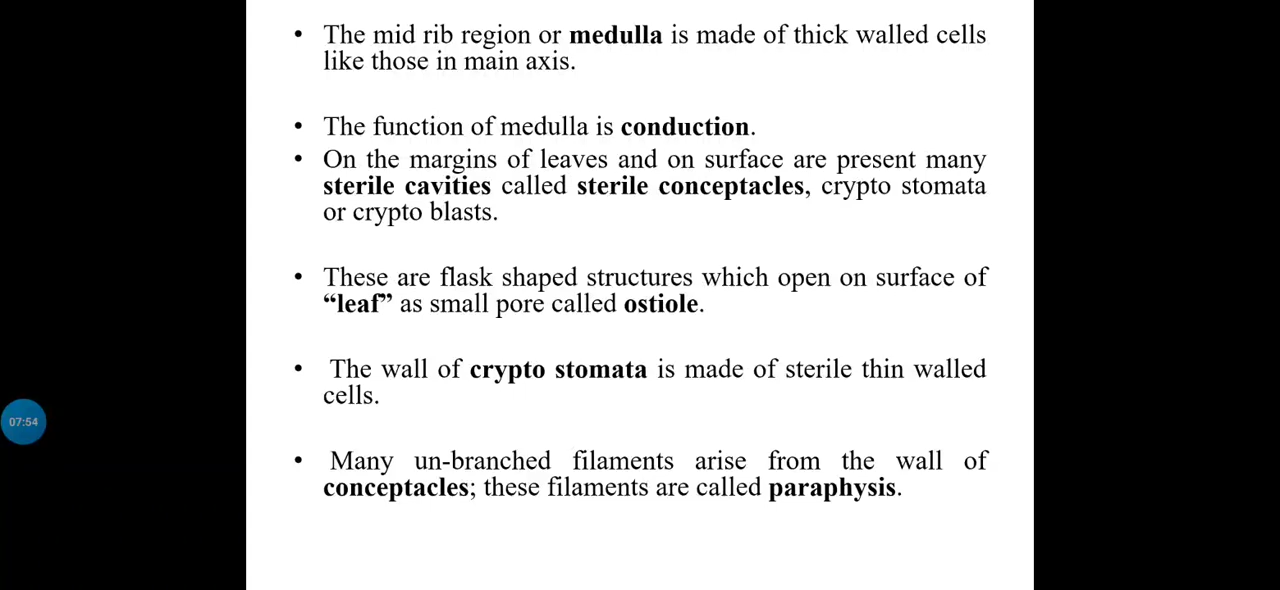 • The mid rib region or medulla is made of thick walled cells
like those in main axis.
• The function of medulla is conduction.
• On the margins of leaves and on surface are present many
sterile cavities called sterile conceptacles, crypto stomata
or crypto blasts.
• These are flask shaped structures which open on surface of
“leaf” as small pore called ostiole.
• The wall of crypto stomata is made of sterile thin walled
cells.
07:54
• Many un-branched filaments arise from the wall of
conceptacles; these filaments are called paraphysis.